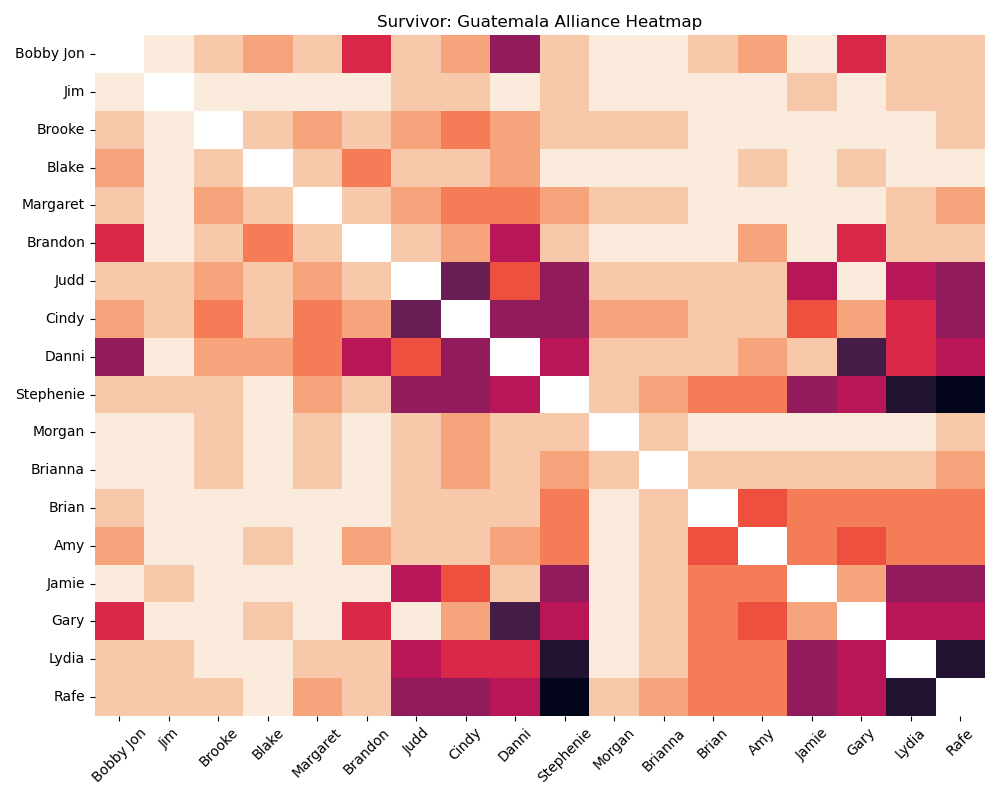 Survivor: Guatemala Alliance Heatmap
Bobby Jon
Jim
Brooke
Blake
Margaret
Brandon
Judd
Cindy
Danni
Stephenie
Morgan
Brianna
Brian
Amy
Jamie
Gary
Lydia
Rafe
Bobby Jon
Jim
Brooke
Blake
Margaret
Brandon
Judd
Cindy
Danni
Stephenie
Morgan
Brianna
Brian
Amy
Jamie
Gary
Lydia
Rafe